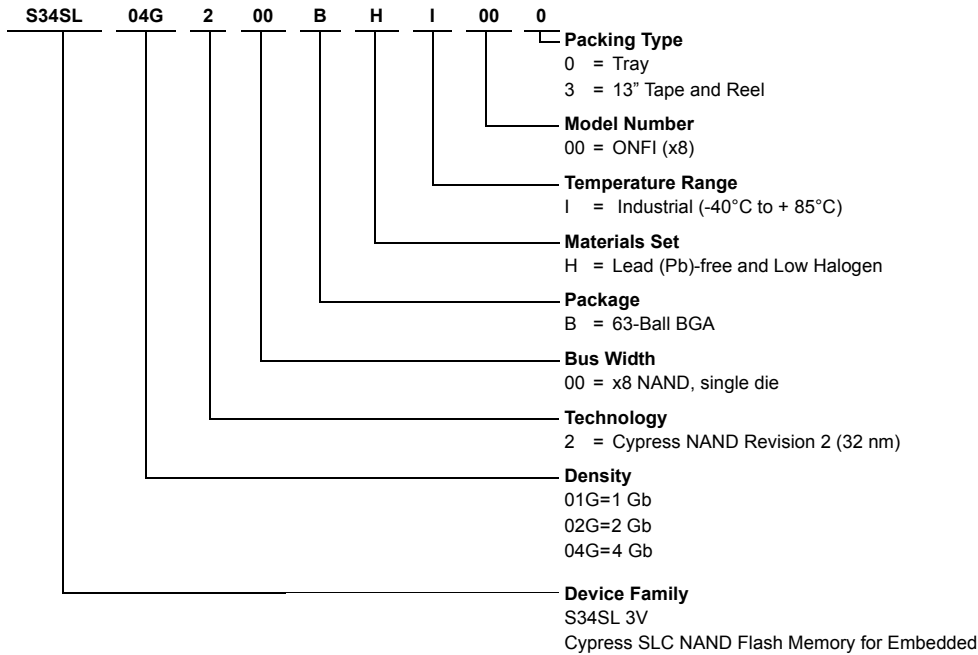 S34SL 04G 2 00 B H I 00 0
Packing Type
0 = Tray
3 = 13” Tape and Reel
Model Number
00 = ONFI (x8)
Temperature Range
I = Industrial (-40°C to + 85°C)
Materials Set
H = Lead (Pb)-free and Low Halogen
Package
B = 63-Ball BGA
Bus Width
00 = x8 NAND, single die
Technology
2 = Cypress NAND Revision 2 (32 nm)
Density
01G=1 Gb
02G=2 Gb
04G=4 Gb
Device Family
S34SL 3V
Cypress SLC NAND Flash Memory for Embedded